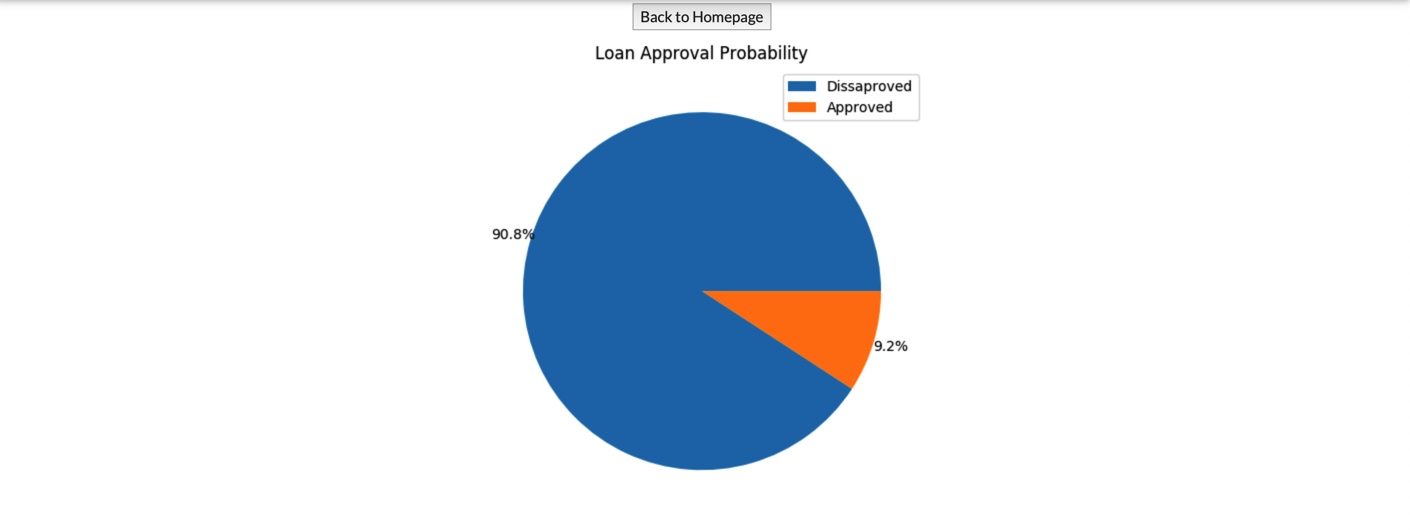 Back to Homepage
Loan Approval Probability
Dissaproved
Approved
90.8%
9.2%